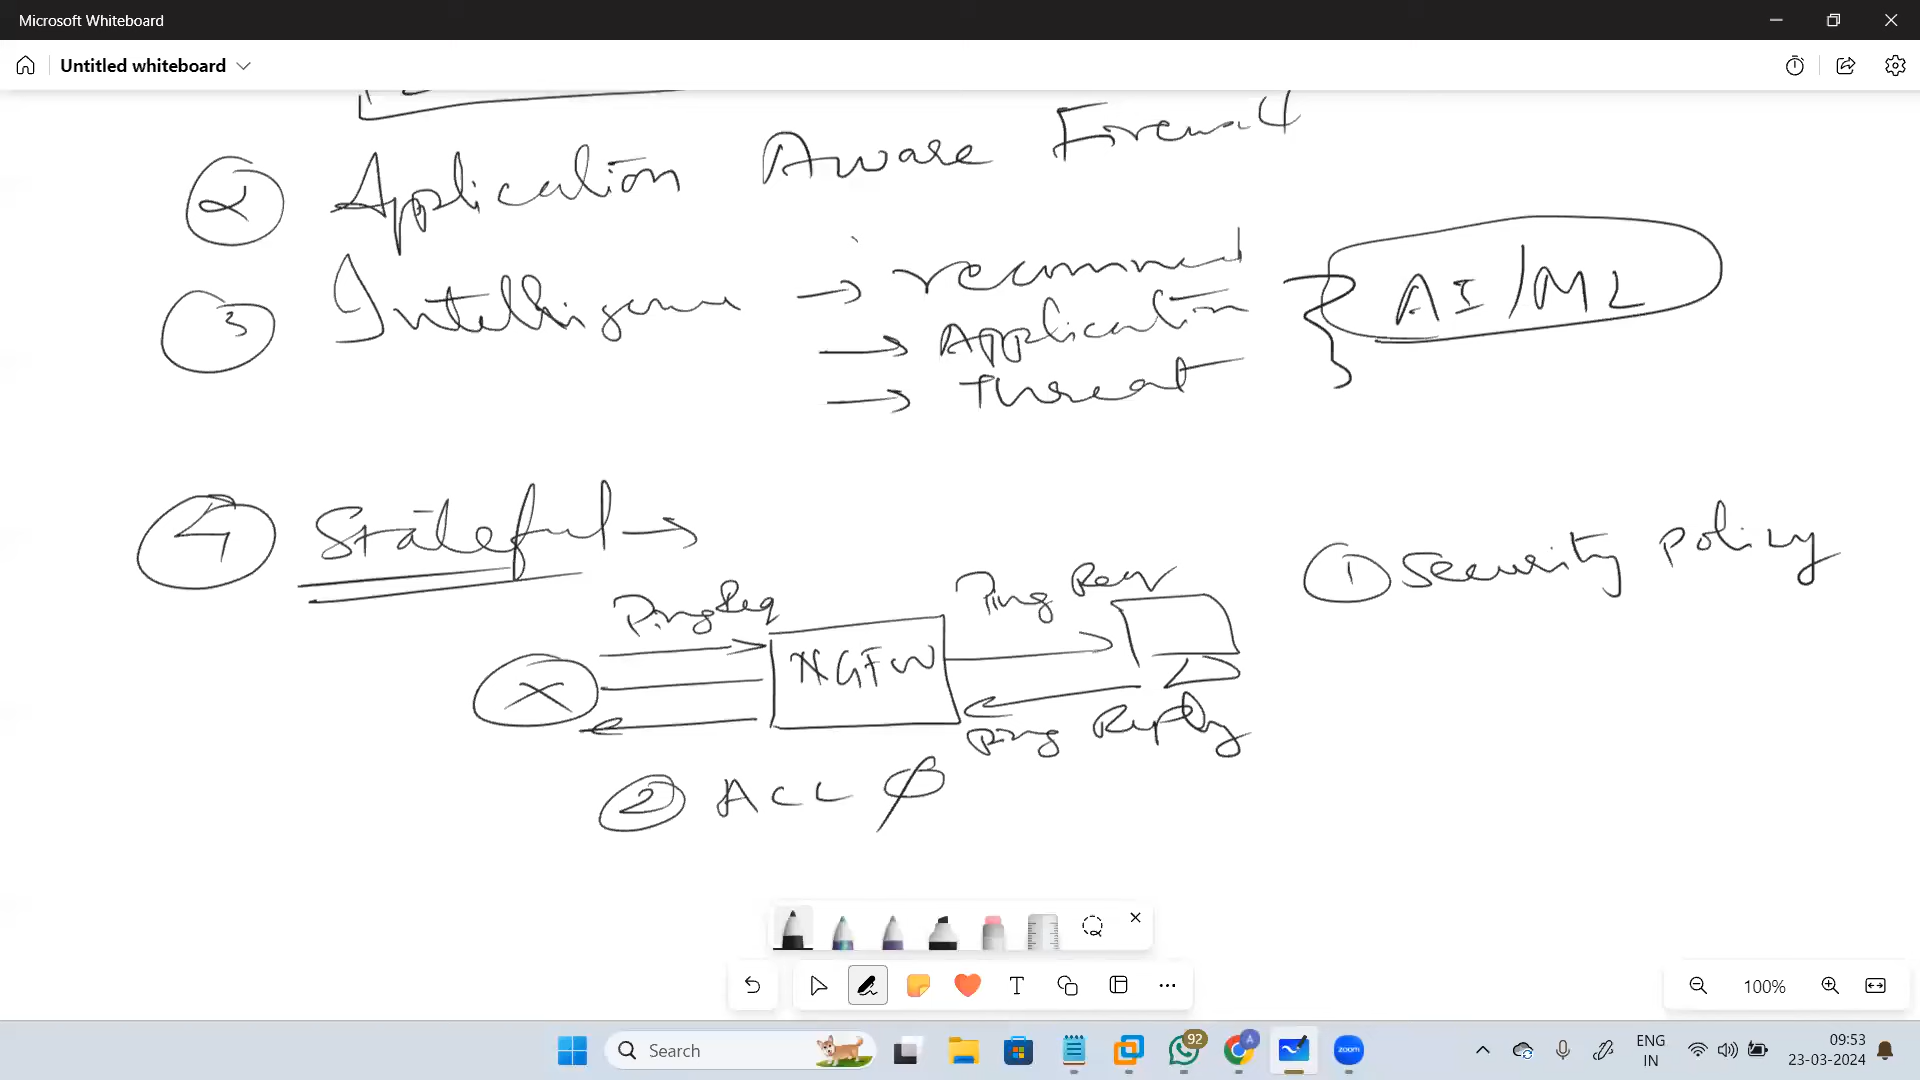 Microsoft Whiteboard
Untitled whiteboard
② Application Aware Firewall
③ Intelligence → recommend
→ Application
→ Threat
AI/ML
④ Stateful →
① Security policy
Ping Req
Ping Req
NGFW
Ping Reply
② ACL
100%
Search
92
A
zoom
ENG
IN
09:53
23-03-2024